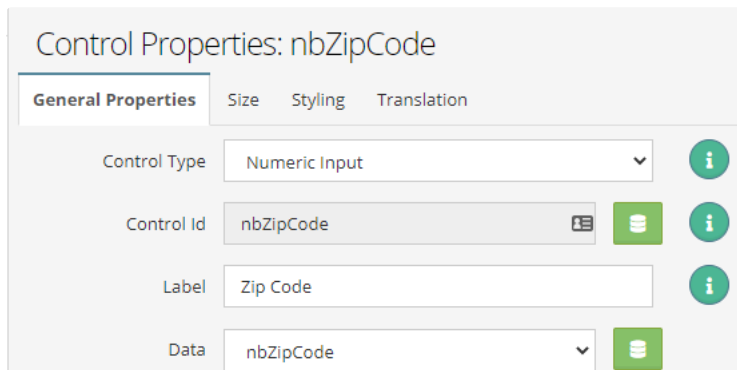 Control Properties: nbZipCode
General Properties Size Styling Translation
Control Type Numeric Input
Control Id nbZipCode
Label Zip Code
Data nbZipCode